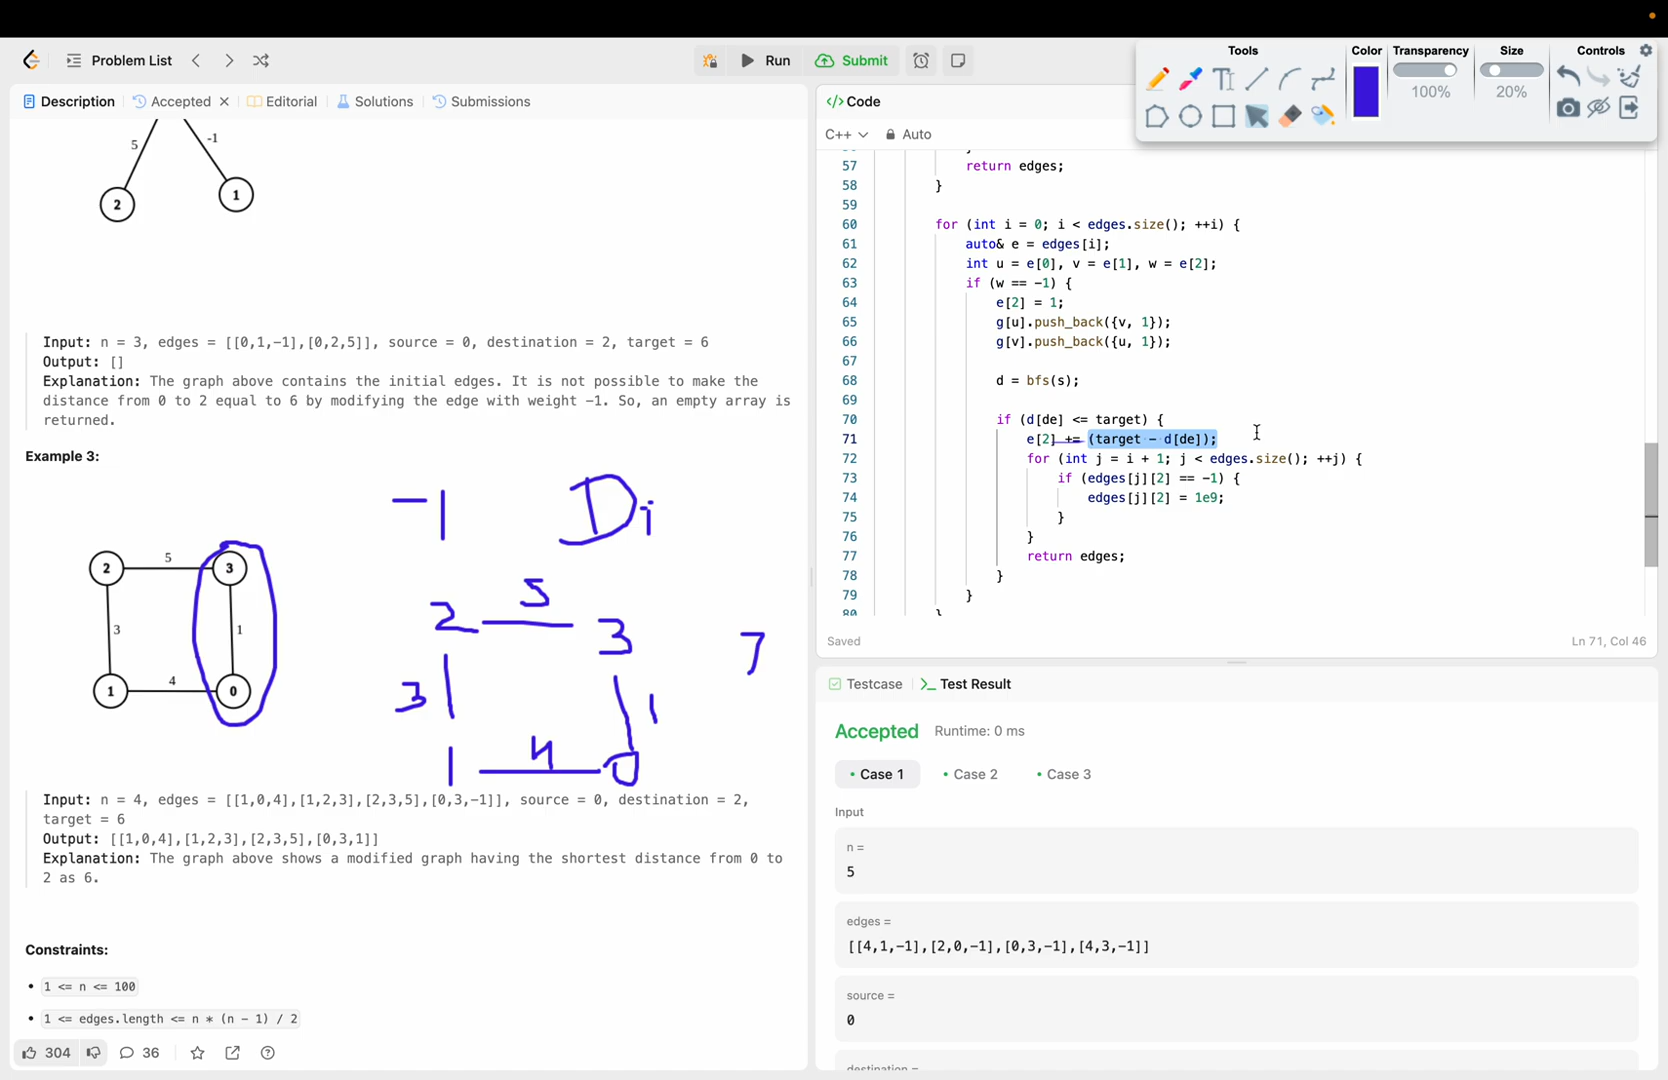 Problem List
Run
Submit
Tools
Color
Transparency
Size
Controls
100%
20%
Description
Accepted
Editorial
Solutions
Submissions
5
-1
2
1
Input: n = 3, edges = [[0,1,-1],[0,2,5]], source = 0, destination = 2, target = 6
Output: []
Explanation: The graph above contains the initial edges. It is not possible to make the
distance from 0 to 2 equal to 6 by modifying the edge with weight -1. So, an empty array is
returned.
Example 3:
2
5
3
3
1
1
4
0
-1
Di
2
5
3
3
1
1
4
0
7
Input: n = 4, edges = [[1,0,4],[1,2,3],[2,3,5],[0,3,-1]], source = 0, destination = 2,
target = 6
Output: [[1,0,4],[1,2,3],[2,3,5],[0,3,1]]
Explanation: The graph above shows a modified graph having the shortest distance from 0 to
2 as 6.
Constraints:
• 1 <= n <= 100
• 1 <= edges.length <= n * (n - 1) / 2
304
36
</> Code
C++
Auto
57 return edges;
58 }
59
60 for (int i = 0; i < edges.size(); ++i) {
61 auto& e = edges[i];
62 int u = e[0], v = e[1], w = e[2];
63 if (w == -1) {
64 e[2] = 1;
65 g[u].push_back({v, 1});
66 g[v].push_back({u, 1});
67
68 d = bfs(s);
69
70 if (d[de] <= target) {
71 e[2] += (target - d[de]);
72 for (int j = i + 1; j < edges.size(); ++j) {
73 if (edges[j][2] == -1) {
74 edges[j][2] = 1e9;
75 }
76 }
77 return edges;
78 }
79 }
80 }
Saved
Ln 71, Col 46
Testcase
Test Result
Accepted
Runtime: 0 ms
• Case 1
• Case 2
• Case 3
Input
n =
5
edges =
[[4,1,-1],[2,0,-1],[0,3,-1],[4,3,-1]]
source =
0
destination =